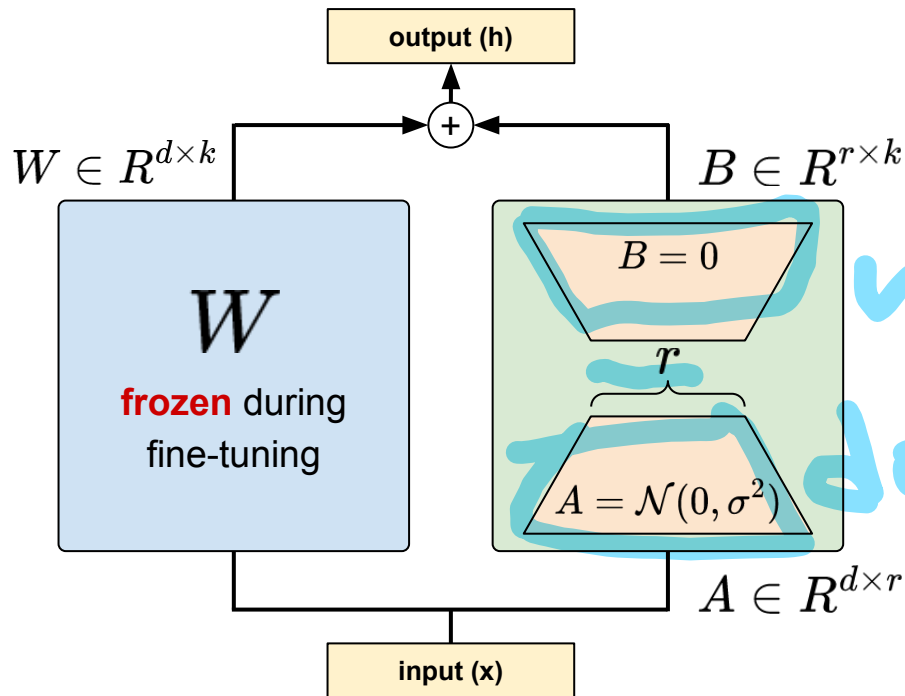 output (h)
+
W ∈ R^{d×k}
B ∈ R^{r×k}
B = 0
W
frozen during
fine-tuning
r
A = 𝒩(0, σ²)
A ∈ R^{d×r}
input (x)